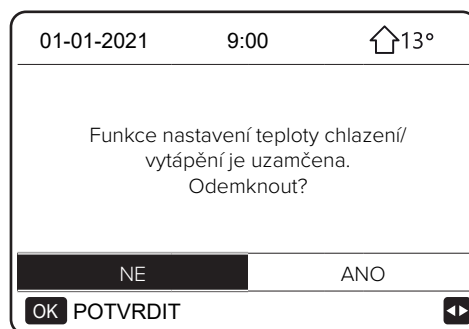 01-01-2021 9:00 13°
Funkce nastavení teploty chlazení/
vytápění je uzamčena.
Odemknout?
NE ANO
OK POTVRDIT